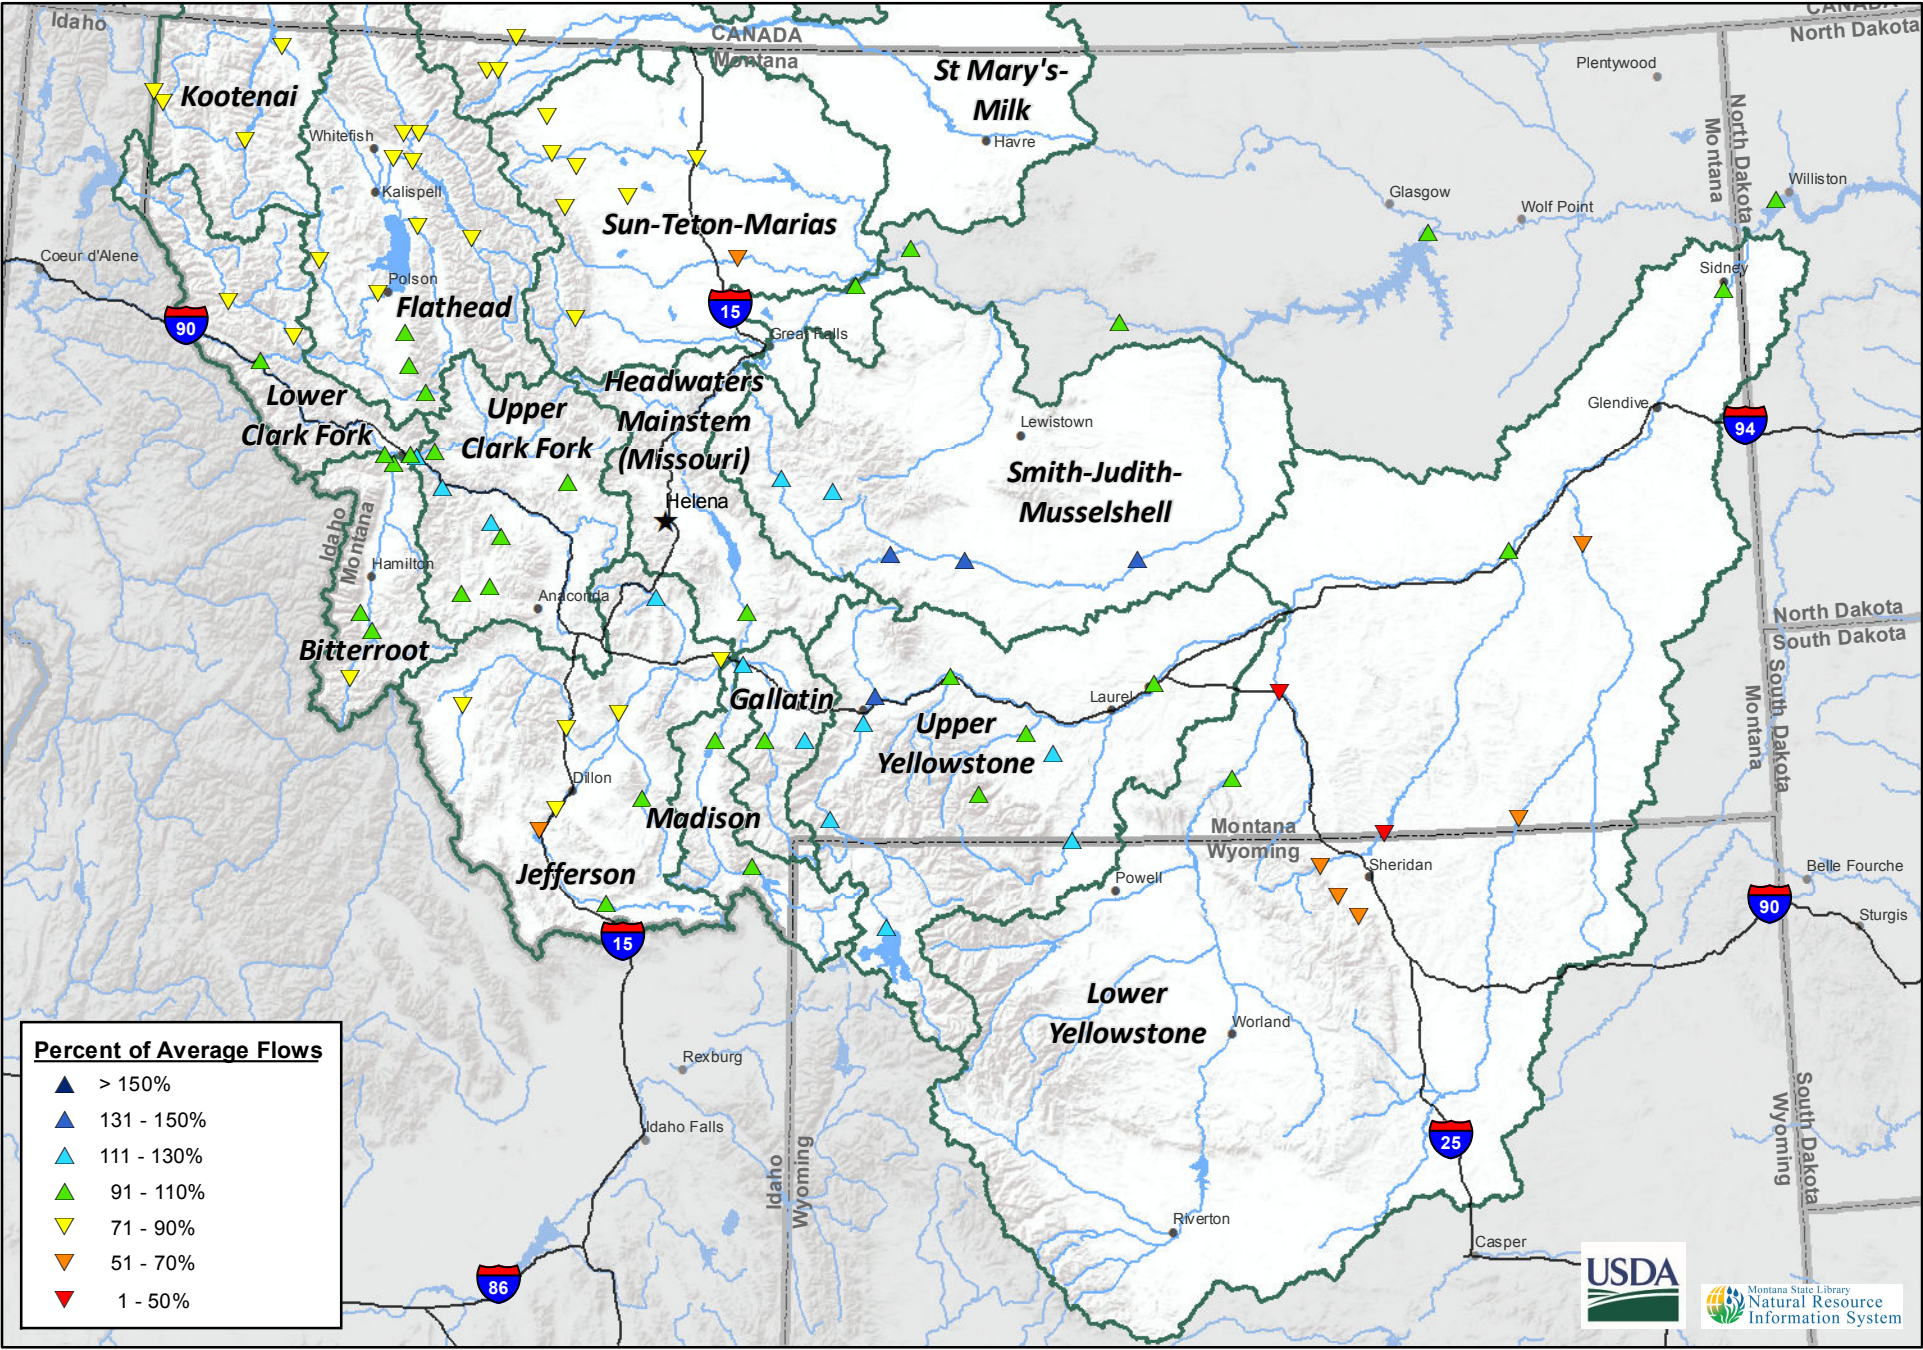 Idaho
CANADA
Montana
CANADA
North Dakota
Kootenai
St Mary's-
Milk
Plentywood
Whitefish
Havre
North Dakota
Montana
Kalispell
Glasgow
Wolf Point
Williston
Sun-Teton-Marias
Coeur d'Alene
Polson
Flathead
Sidney
90
15
Great Falls
Headwaters
Mainstem
(Missouri)
Lower
Clark Fork
Upper
Clark Fork
Lewistown
Glendive
94
Smith-Judith-
Musselshell
Helena
Idaho
Montana
Hamilton
Anaconda
Bitterroot
North Dakota
South Dakota
South Dakota
Montana
Gallatin
Laurel
Upper
Yellowstone
Dillon
Madison
Montana
Wyoming
Jefferson
Powell
Sheridan
Belle Fourche
90
Sturgis
15
Lower
Yellowstone
Worland
Rexburg
Idaho Falls
Idaho
Wyoming
25
South Dakota
Wyoming
Riverton
Casper
86
Percent of Average Flows
> 150%
131 - 150%
111 - 130%
91 - 110%
71 - 90%
51 - 70%
1 - 50%
USDA
Montana State Library
Natural Resource
Information System